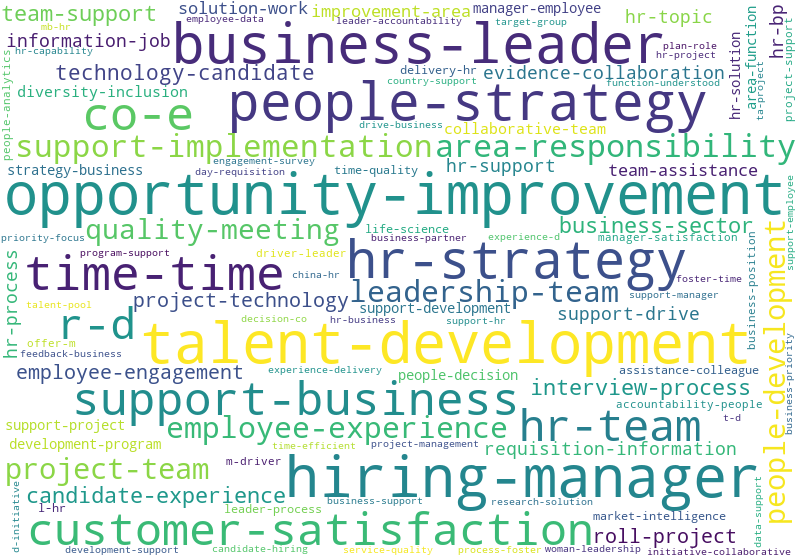 team-support
solution-work
improvement-area
manager-employee
hr-topic
hr-bp
project-support
mb-hr
employee-data
leader-accountability
target-group
information-job
business-leader
plan-role
hr-project
hr-capability
hr-solution
area-function
ta-project
people-analytics
technology-candidate
delivery-hr
evidence-collaboration
country-support
function-understood
diversity-inclusion
co-e
people-strategy
drive-business
collaborative-team
support-implementation
area-responsibility
engagement-survey
strategy-business
day-requisition
time-quality
hr-support
team-assistance
opportunity-improvement
support-employee
quality-meeting
life-science
business-sector
priority-focus
business-partner
experience-d
manager-satisfaction
people-development
business-position
program-support
driver-leader
hr-strategy
hr-process
time-time
china-hr
foster-time
project-technology
leadership-team
support-manager
talent-pool
support-development
support-drive
r-d
decision-co
hr-business
support-hr
talent-development
business-priority
offer-m
feedback-business
employee-engagement
experience-delivery
people-decision
assistance-colleague
support-business
interview-process
accountability-people
hr-team
t-d
support-project
employee-experience
development-program
time-efficient
project-management
requisition-information
project-team
m-driver
hiring-manager
data-support
d-initiative
candidate-experience
business-support
research-solution
l-hr
leader-process
customer-satisfaction
market-intelligence
roll-project
development-support
candidate-hiring
service-quality
process-foster
woman-leadership
initiative-collaborative